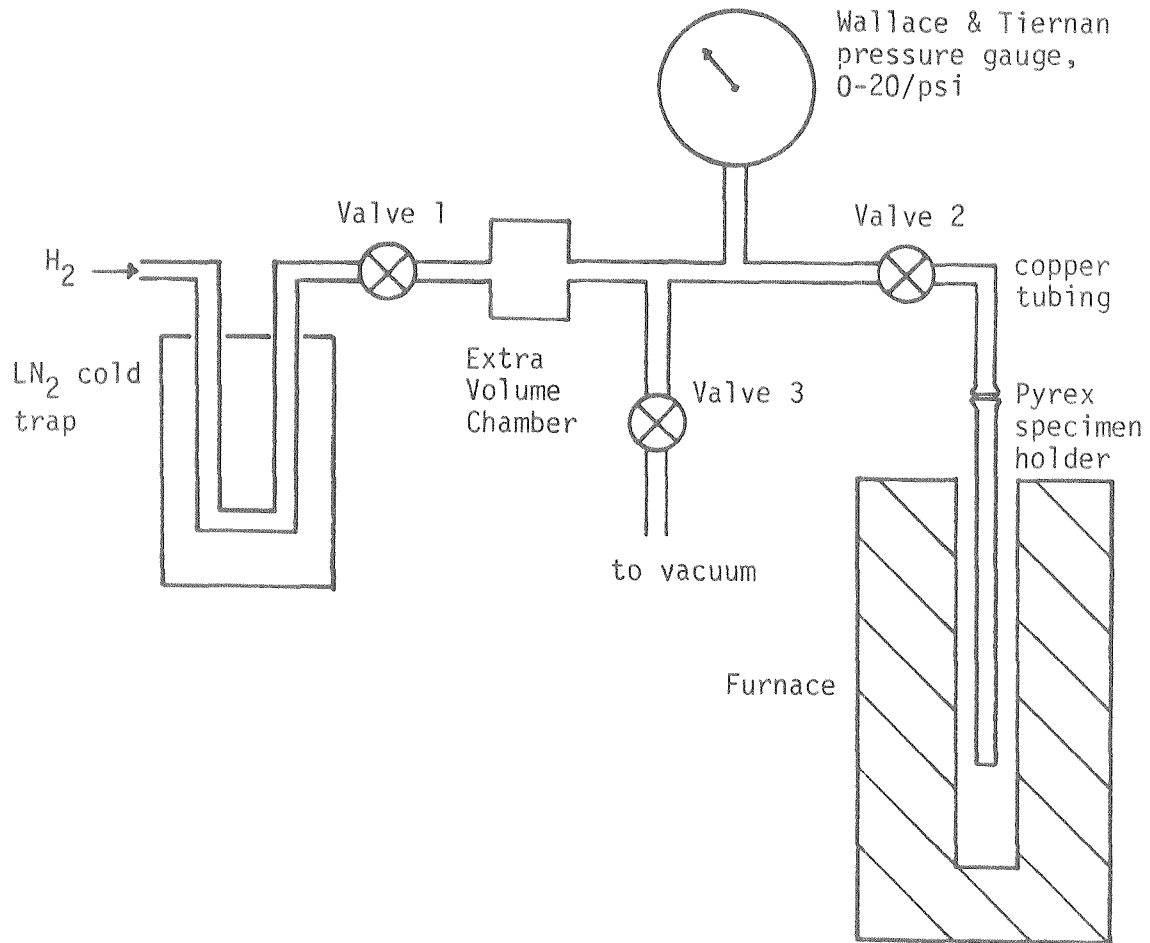 Wallace & Tiernan
pressure gauge,
0-20/psi
Valve 1
Valve 2
H2
copper
tubing
LN2 cold
trap
Extra
Volume
Chamber
Valve 3
Pyrex
specimen
holder
to vacuum
Furnace